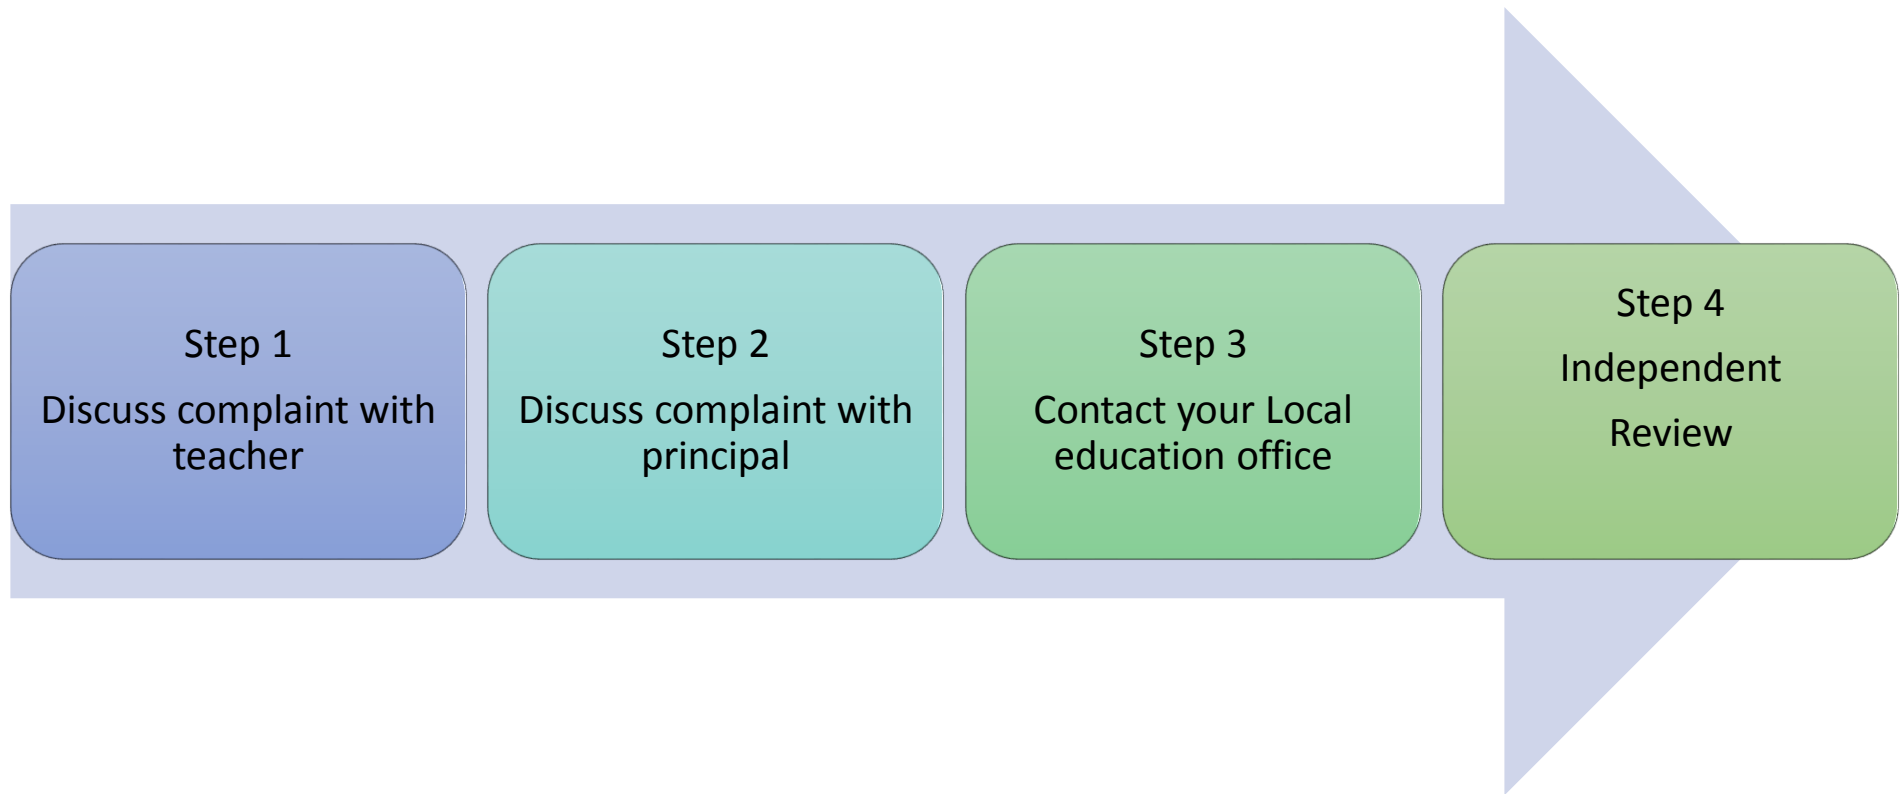 Step 1
Discuss complaint with
teacher
Step 2
Discuss complaint with
principal
Step 3
Contact your Local
education office
Step 4
Independent
Review